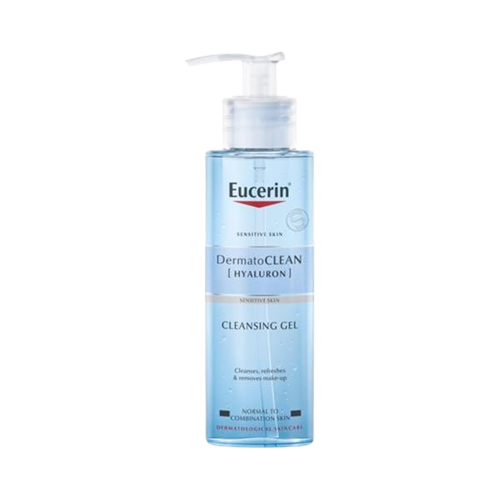 Eucerin®
SENSITIVE SKIN
DermatoCLEAN
[HYALURON]
SENSITIVE SKIN
CLEANSING GEL
Cleanses, refreshes
& removes make-up
NORMAL TO
COMBINATION SKIN
DERMATOLOGICAL SKINCARE